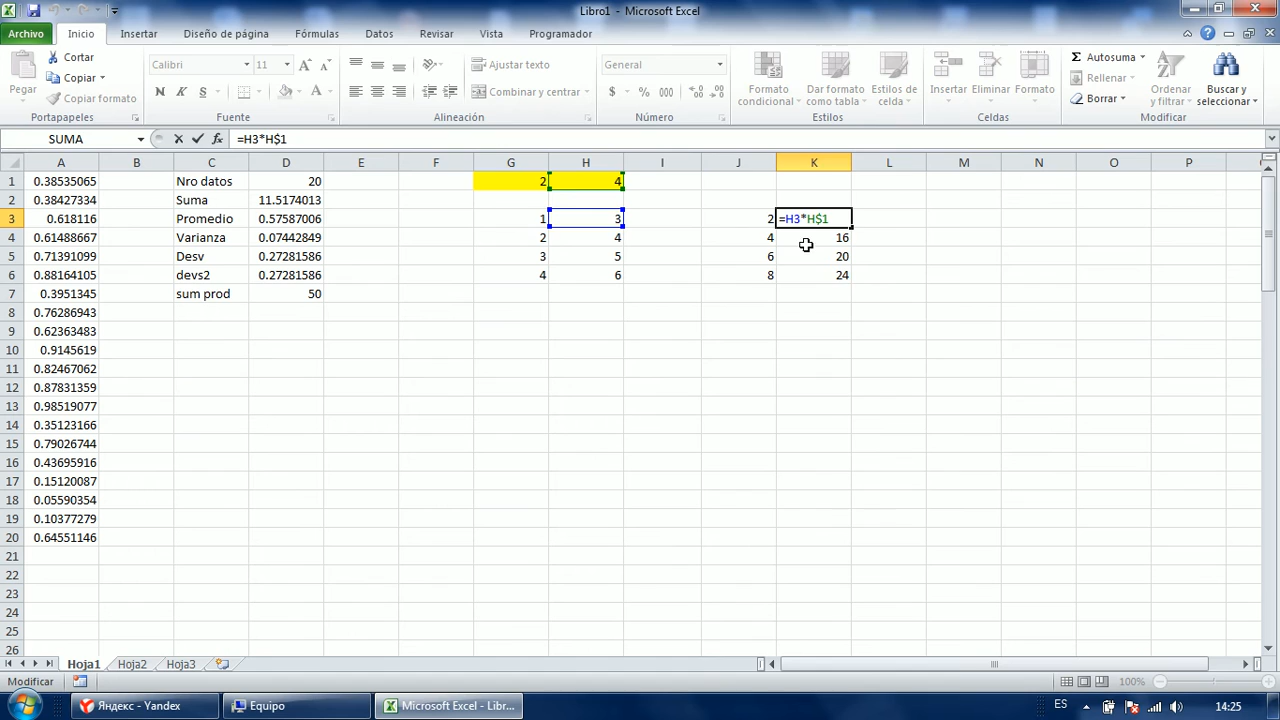 Libro1 - Microsoft Excel
Archivo Inicio Insertar Diseño de página Fórmulas Datos Revisar Vista Programador
Pegar
Cortar
Copiar
Copiar formato
Portapapeles
Calibri 11
N K S
Fuente
Ajustar texto
Combinar y centrar
Alineación
General
$ % 000
Número
Formato condicional
Dar formato como tabla
Estilos de celda
Estilos
Insertar Eliminar Formato
Celdas
Autosuma
Rellenar
Borrar
Ordenar y filtrar
Buscar y seleccionar
Modificar
SUMA fx =H3*H$1
A B C D E F G H I J K L M N O P
1 0.38535065 Nro datos 20 2 4
2 0.38427334 Suma 11.5174013
3 0.618116 Promedio 0.57587006 1 3 2 =H3*H$1
4 0.61488667 Varianza 0.07442849 2 4 4 16
5 0.71391099 Desv 0.27281586 3 5 6 20
6 0.88164105 devs2 0.27281586 4 6 8 24
7 0.3951345 sum prod 50
8 0.76286943
9 0.62363483
10 0.9145619
11 0.82467062
12 0.87831359
13 0.98519077
14 0.35123166
15 0.79026744
16 0.43695916
17 0.15120087
18 0.05590354
19 0.10377279
20 0.64551146
21
22
23
24
25
26
Hoja1 Hoja2 Hoja3
Modificar 100%
Яндекс - Yandex Equipo Microsoft Excel - Libr... ES 14:25